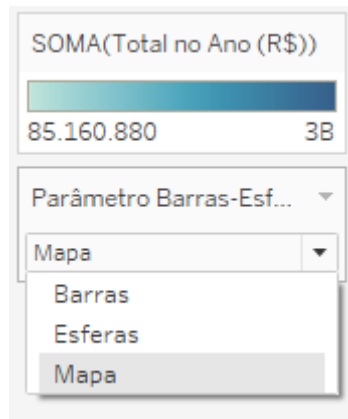 SOMA(Total no Ano (R$))
85.160.880 3B
Parâmetro Barras-Esf...
Mapa
Barras
Esferas
Mapa